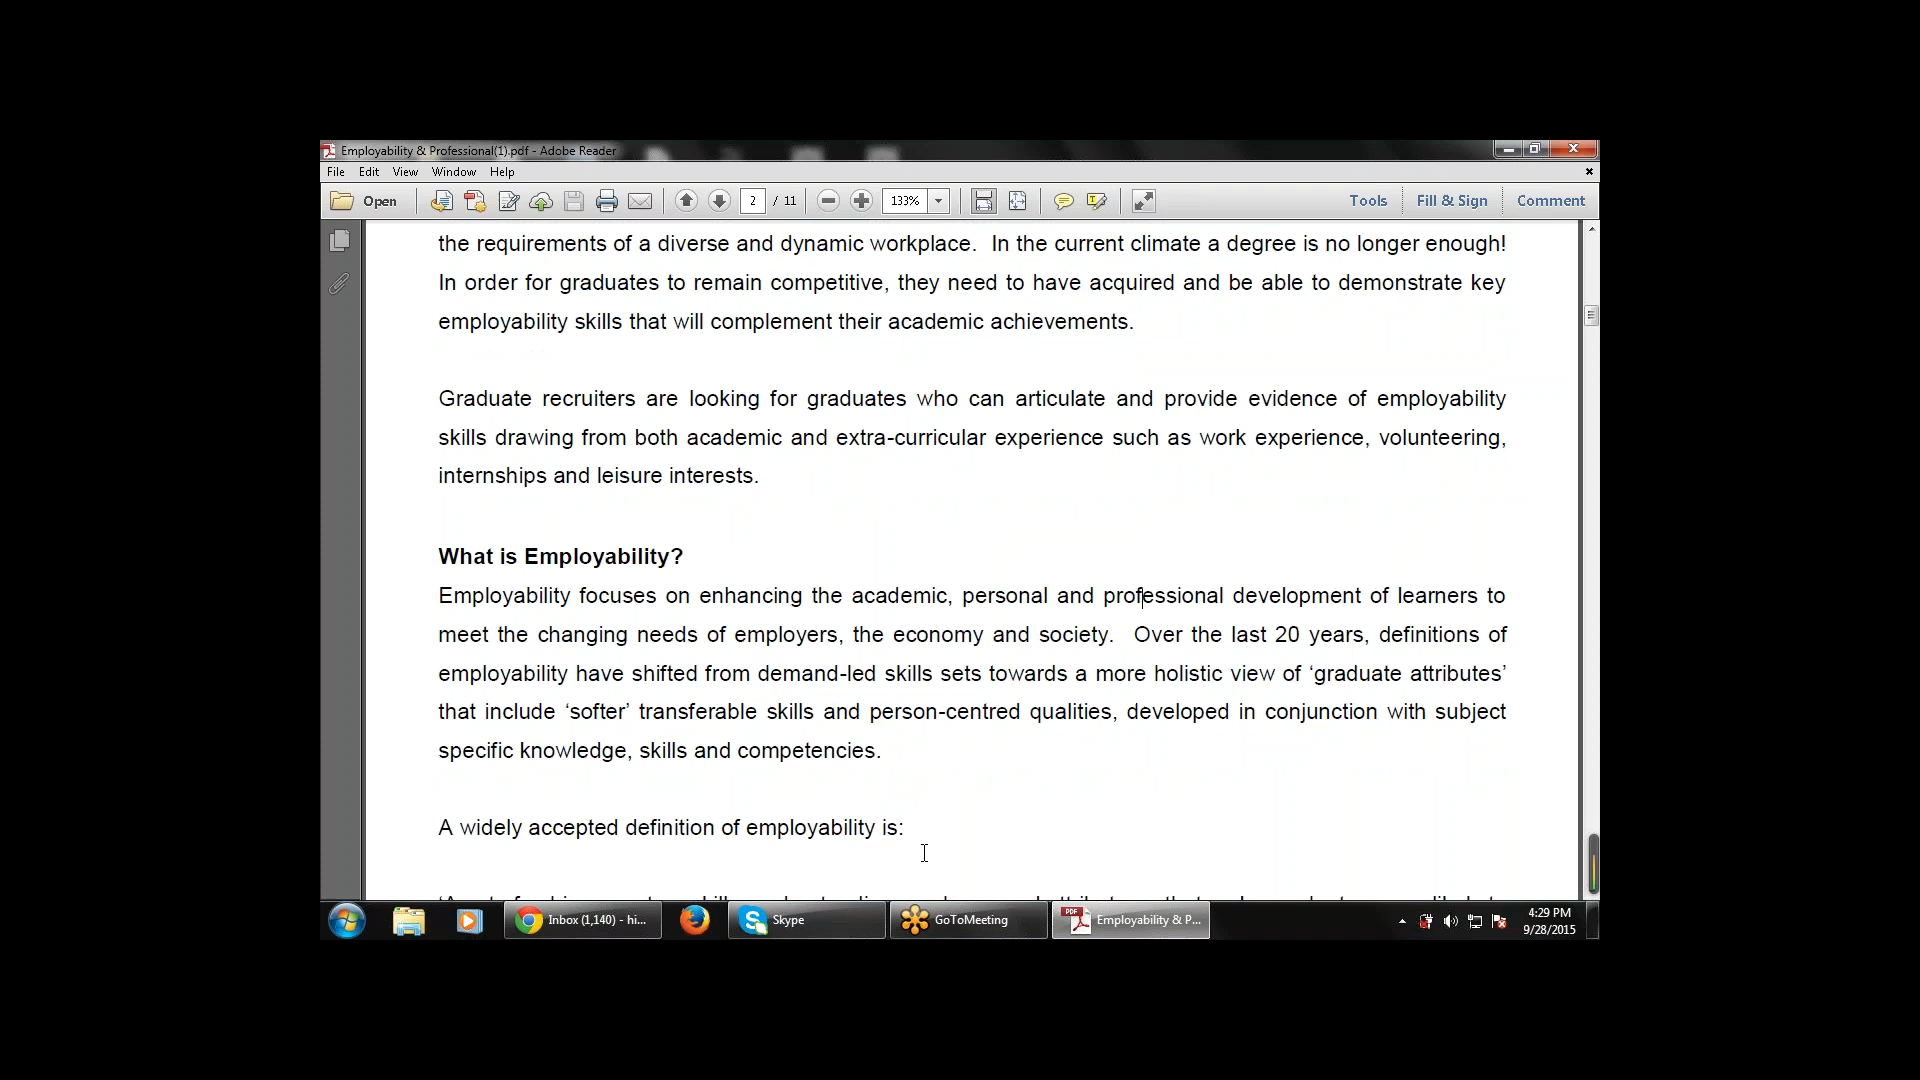 Employability & Professional(1).pdf - Adobe Reader
File Edit View Window Help
Open 2 / 11 133% Tools Fill & Sign Comment
the requirements of a diverse and dynamic workplace. In the current climate a degree is no longer enough!
In order for graduates to remain competitive, they need to have acquired and be able to demonstrate key
employability skills that will complement their academic achievements.
Graduate recruiters are looking for graduates who can articulate and provide evidence of employability
skills drawing from both academic and extra-curricular experience such as work experience, volunteering,
internships and leisure interests.
What is Employability?
Employability focuses on enhancing the academic, personal and professional development of learners to
meet the changing needs of employers, the economy and society. Over the last 20 years, definitions of
employability have shifted from demand-led skills sets towards a more holistic view of ‘graduate attributes’
that include ‘softer’ transferable skills and person-centred qualities, developed in conjunction with subject
specific knowledge, skills and competencies.
A widely accepted definition of employability is:
Inbox (1,140) - hi... Skype GoToMeeting PDF Employability & P... 4:29 PM
9/28/2015